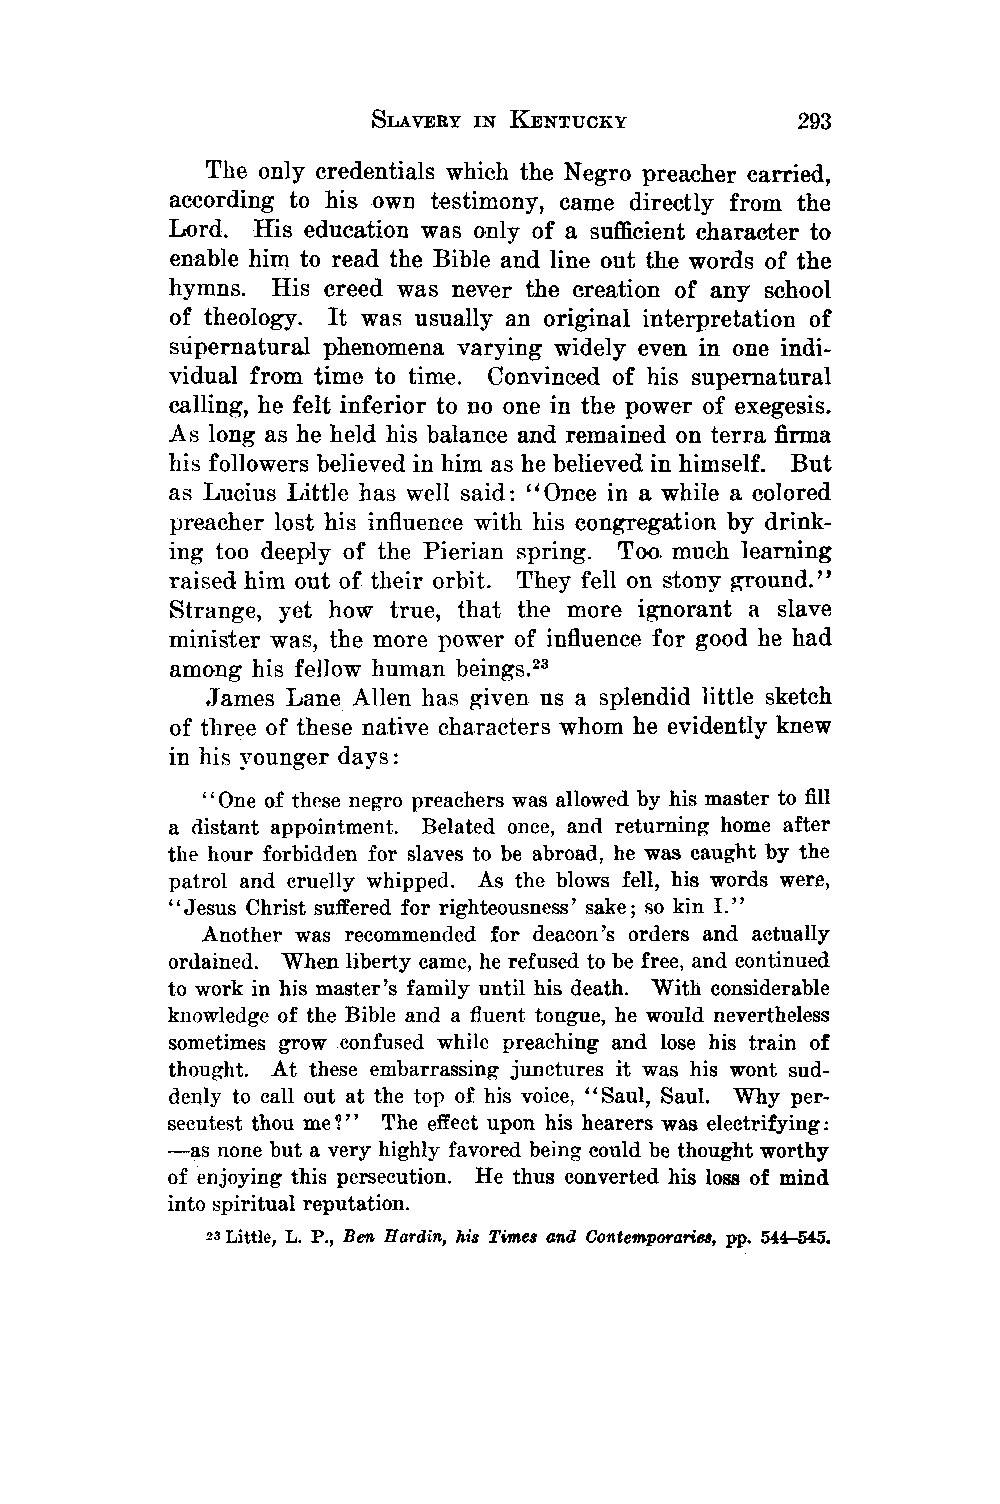 SLAVERY IN KENTUCKY 293
The only credentials which the Negro preacher carried,
according to his own testimony, came directly from the
Lord. His education was only of a sufficient character to
enable him to read the Bible and line out the words of the
hymns. His creed was never the creation of any school
of theology. It was usually an original interpretation of
supernatural phenomena varying widely even in one indi-
vidual from time to time. Convinced of his supernatural
calling, he felt inferior to no one in the power of exegesis.
As long as he held his balance and remained on terra firma
his followers believed in him as he believed in himself. But
as Lucius Little has well said: “Once in a while a colored
preacher lost his influence with his congregation by drink-
ing too deeply of the Pierian spring. Too much learning
raised him out of their orbit. They fell on stony ground.”
Strange, yet how true, that the more ignorant a slave
minister was, the more power of influence for good he had
among his fellow human beings.²³
James Lane Allen has given us a splendid little sketch
of three of these native characters whom he evidently knew
in his younger days:
“One of these negro preachers was allowed by his master to fill
a distant appointment. Belated once, and returning home after
the hour forbidden for slaves to be abroad, he was caught by the
patrol and cruelly whipped. As the blows fell, his words were,
“Jesus Christ suffered for righteousness’ sake; so kin I.”
Another was recommended for deacon’s orders and actually
ordained. When liberty came, he refused to be free, and continued
to work in his master’s family until his death. With considerable
knowledge of the Bible and a fluent tongue, he would nevertheless
sometimes grow confused while preaching and lose his train of
thought. At these embarrassing junctures it was his wont sud-
denly to call out at the top of his voice, “Saul, Saul. Why per-
secutest thou me?” The effect upon his hearers was electrifying:
—as none but a very highly favored being could be thought worthy
of enjoying this persecution. He thus converted his loss of mind
into spiritual reputation.
²³ Little, L. P., Ben Hardin, his Times and Contemporaries, pp. 544–545.